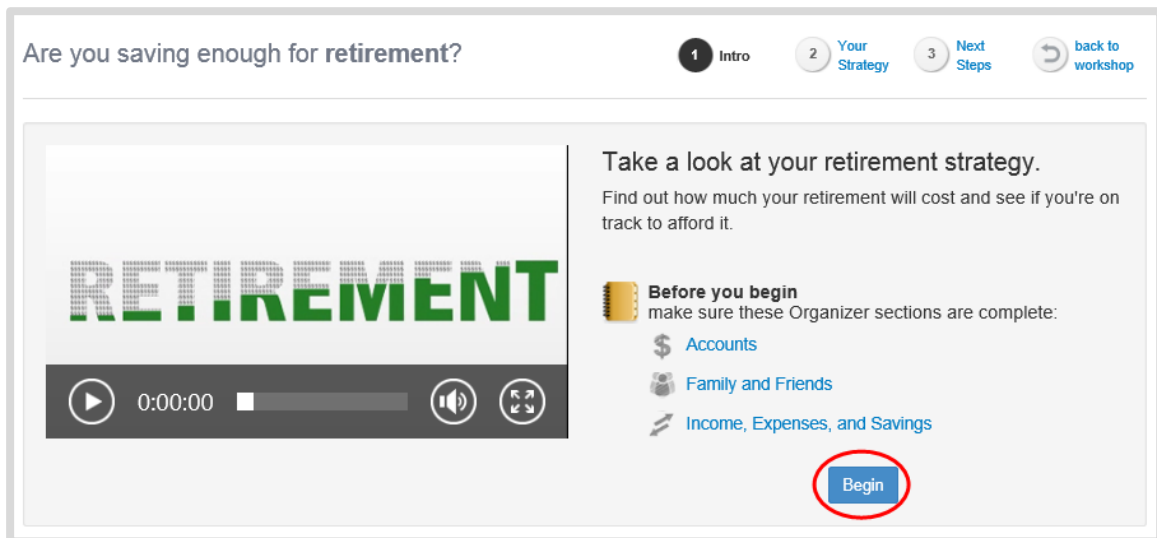 Are you saving enough for retirement?
1 Intro
2 Your
Strategy
3 Next
Steps
back to
workshop
RETIREMENT
0:00:00
Take a look at your retirement strategy.
Find out how much your retirement will cost and see if you're on
track to afford it.
Before you begin
make sure these Organizer sections are complete:
$ Accounts
Family and Friends
Income, Expenses, and Savings
Begin